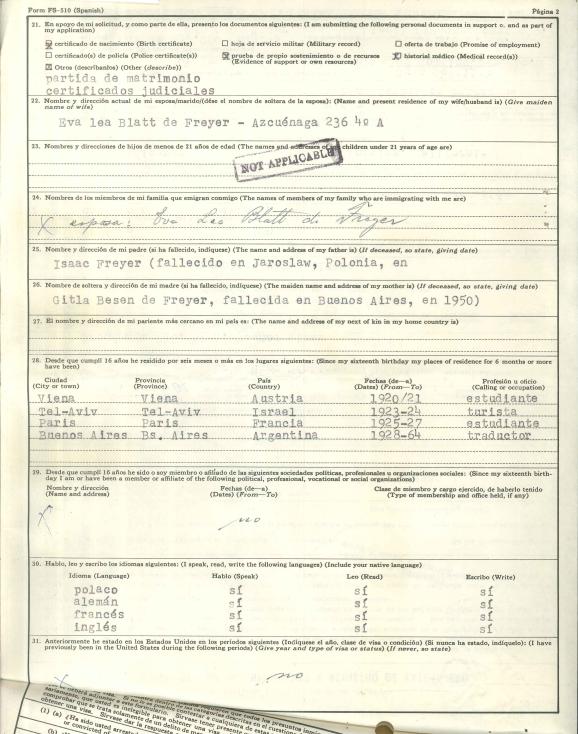 Form FS-510 (Spanish) Página 2
21. En apoyo de mi solicitud, y como parte de ella, presento los documentos siguientes: (I am submitting the following personal documents in support o, and as part of
my application)
certificado de nacimiento (Birth certificate) hoja de servicio militar (Military record) oferta de trabajo (Promise of employment)
certificado(s) de policía (Police certificate(s)) prueba de propio sostenimiento o de recursos historial médico (Medical record(s))
Otros (descríbantos) (Other (describe)) (Evidence of support or own resources)
partida de matrimonio
certificados judiciales
22. Nombre y dirección actual de mi esposa/marido/(dése el nombre de soltera de la esposa): (Name and present residence of my wife/husband is) (Give maiden
name of wife)
Eva lea Blatt de Freyer - Azcuénaga 236 4º A
23. Nombres y direcciones de hijos de menos de 21 años de edad (The names and addresses of children under 21 years of age are)
NOT APPLICABLE
24. Nombres de los miembros de mi familia que emigran conmigo (The names of members of my family who are immigrating with me are)
X esposa: Eva Lea Blatt de Freyer
25. Nombre y dirección de mi padre (si ha fallecido, indíquese) (The name and address of my father is) (If deceased, so state, giving date)
Isaac Freyer (fallecido en Jaroslaw, Polonia, en
26. Nombre de soltera y dirección de mi madre (si ha fallecido, indíquese) (The maiden name and address of my mother is) (If deceased, so state, giving date)
Gitla Besen de Freyer, fallecida en Buenos Aires, en 1950)
27. El nombre y dirección de mi pariente más cercano en mi país es: (The name and address of my next of kin in my home country is)
28. Desde que cumplí 16 años he residido por seis meses o más en los lugares siguientes: (Since my sixteenth birthday my places of residence for 6 months or more
have been)
Ciudad Provincia País Fechas (de—a) Profesión u oficio
(City or town) (Province) (Country) (Dates) (From—To) (Calling or occupation)
Viena Viena Austria 1920/21 estudiante
Tel-Aviv Tel-Aviv Israel 1923-24 turista
Paris Paris Francia 1925-27 estudiante
Buenos Aires Bs. Aires Argentina 1928-64 traductor
29. Desde que cumplí 16 años he sido o soy miembro o afiliado de las siguientes sociedades políticas, profesionales u organizaciones sociales: (Since my sixteenth birth-
day I am or have been a member or affiliate of the following political, professional, vocational or social organizations)
Nombre y dirección Fechas (de—a) Clase de miembro y cargo ejercido, de haberlo tenido
(Name and address) (Dates) (From—To) (Type of membership and office held, if any)
X no
30. Hablo, leo y escribo los idiomas siguientes: (I speak, read, write the following languages) (Include your native language)
Idioma (Language) Hablo (Speak) Leo (Read) Escribo (Write)
polaco sí sí sí
alemán sí sí sí
francés sí sí sí
inglés sí sí sí
31. Anteriormente he estado en los Estados Unidos en los períodos siguientes (Indíquese el año, clase de visa o condición) (Si nunca ha estado, indíquelo): (I have
previously been in the United States during the following periods) (Give year and type of visa or status) (If never, so state)
X no
obtener una visa. Sírvase dar la respuesta
(1) (a) ¿Ha sido usted
or convicted of
(b)